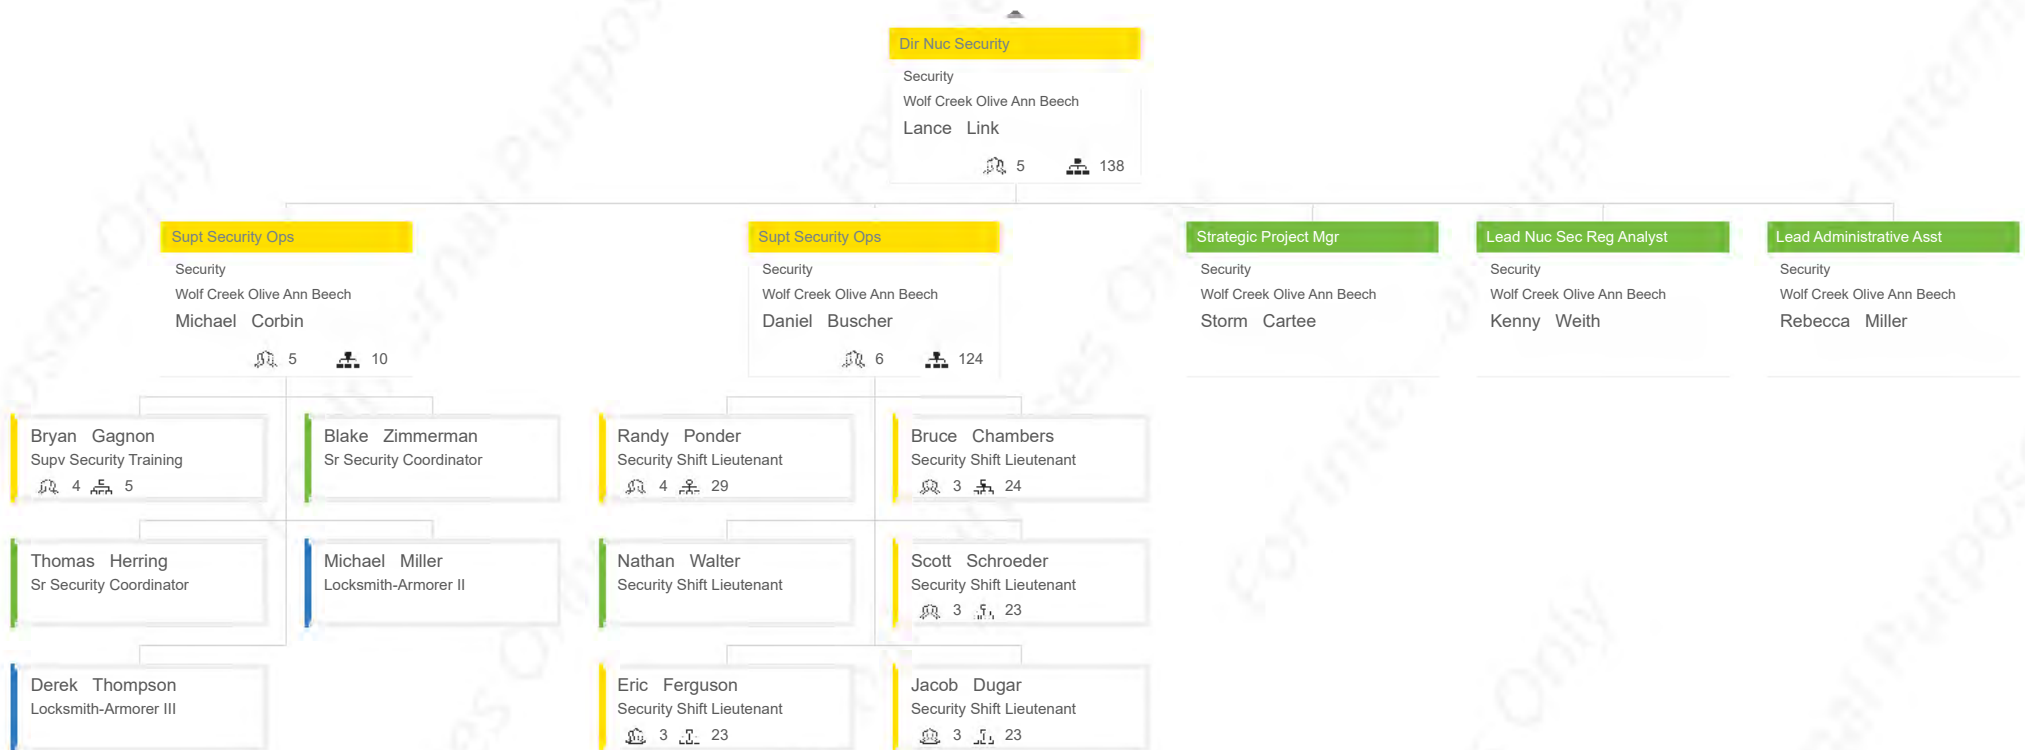 Dir Nuc Security
Security
Wolf Creek Olive Ann Beech
Lance Link
5 138
Supt Security Ops
Security
Wolf Creek Olive Ann Beech
Michael Corbin
5 10
Supt Security Ops
Security
Wolf Creek Olive Ann Beech
Daniel Buscher
6 124
Strategic Project Mgr
Security
Wolf Creek Olive Ann Beech
Storm Cartee
Lead Nuc Sec Reg Analyst
Security
Wolf Creek Olive Ann Beech
Kenny Weith
Lead Administrative Asst
Security
Wolf Creek Olive Ann Beech
Rebecca Miller
Bryan Gagnon
Supv Security Training
4 5
Blake Zimmerman
Sr Security Coordinator
Thomas Herring
Sr Security Coordinator
Michael Miller
Locksmith-Armorer II
Derek Thompson
Locksmith-Armorer III
Randy Ponder
Security Shift Lieutenant
4 29
Bruce Chambers
Security Shift Lieutenant
3 24
Nathan Walter
Security Shift Lieutenant
Scott Schroeder
Security Shift Lieutenant
3 23
Eric Ferguson
Security Shift Lieutenant
3 23
Jacob Dugar
Security Shift Lieutenant
3 23
For Internal Purposes Only